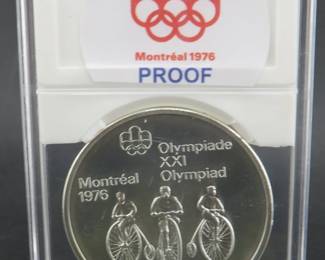 Montréal 1976
PROOF
Olympiade
XXI
Olympiad
Montréal
1976